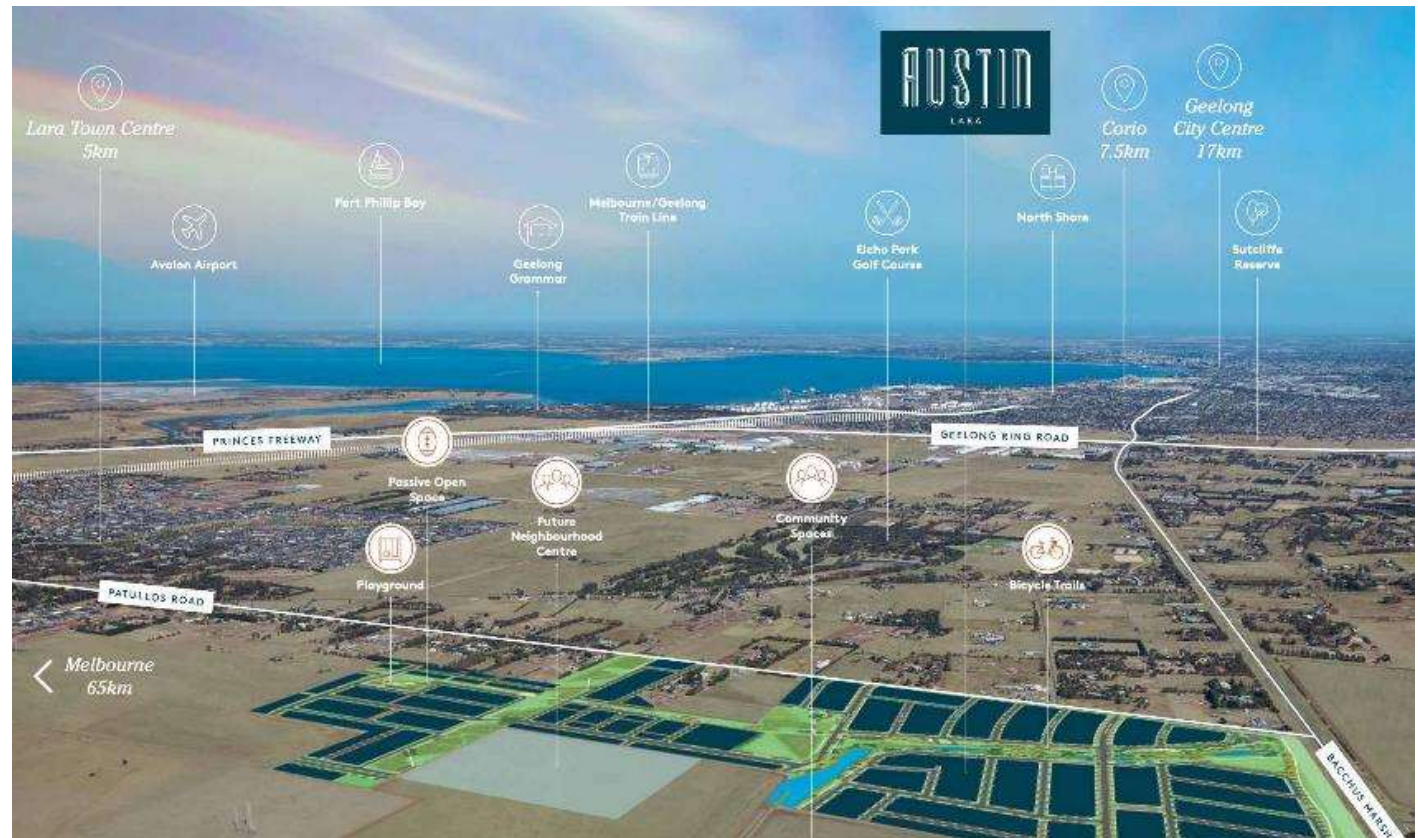 AUSTIN
LARA
Lara Town Centre
5km
Corio
7.5km
Geelong
City Centre
17km
Port Phillip Bay
Melbourne/Geelong
Train Line
North Shore
Avalon Airport
Geelong
Grammar
Elcho Park
Golf Course
Sutcliffe
Reserve
PRINCES FREEWAY
GEELONG RING ROAD
Passive Open
Space
Future
Neighbourhood
Centre
Community
Spaces
Playground
Bicycle Trails
PATULLOS ROAD
Melbourne
65km
BACCHUS MARSH